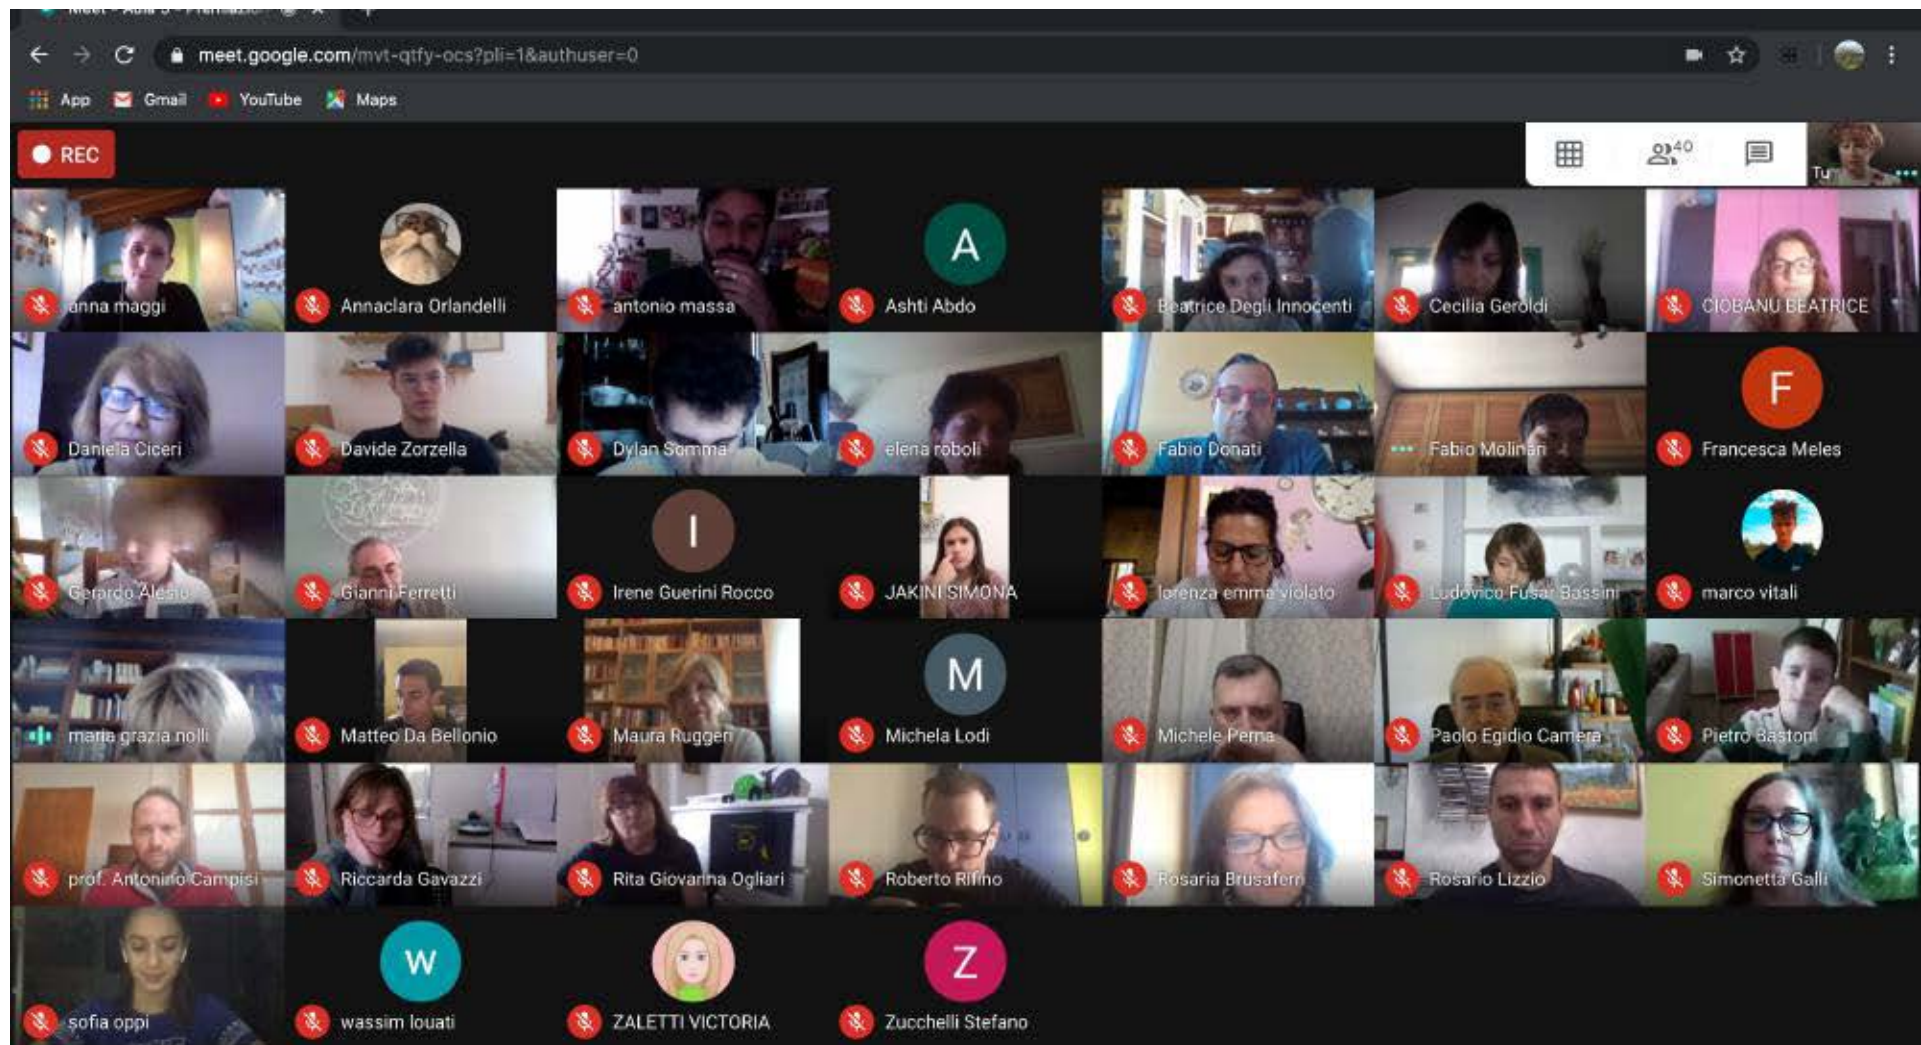 Meet - Aula 3 - Premiazion
meet.google.com/mvt-qtfy-ocs?pli=1&authuser=0
App Gmail YouTube Maps
REC
40
Tu
anna maggi Annaclara Orlandelli antonio massa A Ashti Abdo Beatrice Degli Innocenti Cecilia Geroldi CIOBANU BEATRICE
Daniela Ciceri Davide Zorzella Dylan Somma elena roboli Fabio Donati Fabio Molinari F Francesca Meles
Gerardo Alesio Gianni Ferretti I Irene Guerini Rocco JAKINI SIMONA lorenza emma violato Ludovico Fusar Bassini marco vitali
maria grazia nolli Matteo Da Bellonio Maura Ruggeri M Michela Lodi Michele Perna Paolo Egidio Camera Pietro Bastoni
prof. Antonino Campisi Riccarda Gavazzi Rita Giovanna Ogliari Roberto Rifino Rosaria Brusaferri Rosario Lizzio Simonetta Galli
sofia oppi W wassim louati ZALETTI VICTORIA Z Zucchelli Stefano